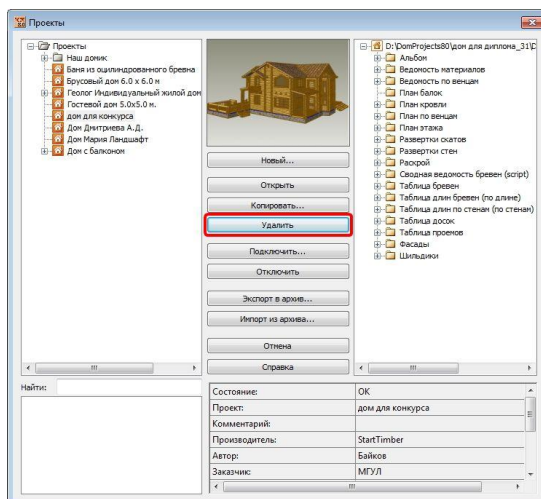 Проекты
Проекты
Наш домик
Баня из оцилиндрованного бревна
Брусовый дом 6.0 x 6.0 м
Геолог Индивидуальный жилой дом
Гостевой дом 5.0x5.0 м.
дом для конкурса
Дом Дмитриева А.Д.
Дом Мария Ландшафт
Дом с балконом
Новый...
Открыть
Копировать...
Удалить
Подключить...
Отключить
Экспорт в архив...
Импорт из архива...
Отмена
Справка
D:\DomProjects80\дом для диплома_31\D
Альбом
Ведомость материалов
Ведомость по венцам
План балок
План кровли
План по венцам
План этажа
Развертки скатов
Развертки стен
Раскрой
Сводная ведомость бревен (script)
Таблица бревен
Таблица длин бревен (по длине)
Таблица длин по стенам (по стенам)
Таблица досок
Таблица проемов
Фасады
Шильдики
Найти:
Состояние: OK
Проект: дом для конкурса
Комментарий:
Производитель: StartTimber
Автор: Байков
Заказчик: МГУЛ